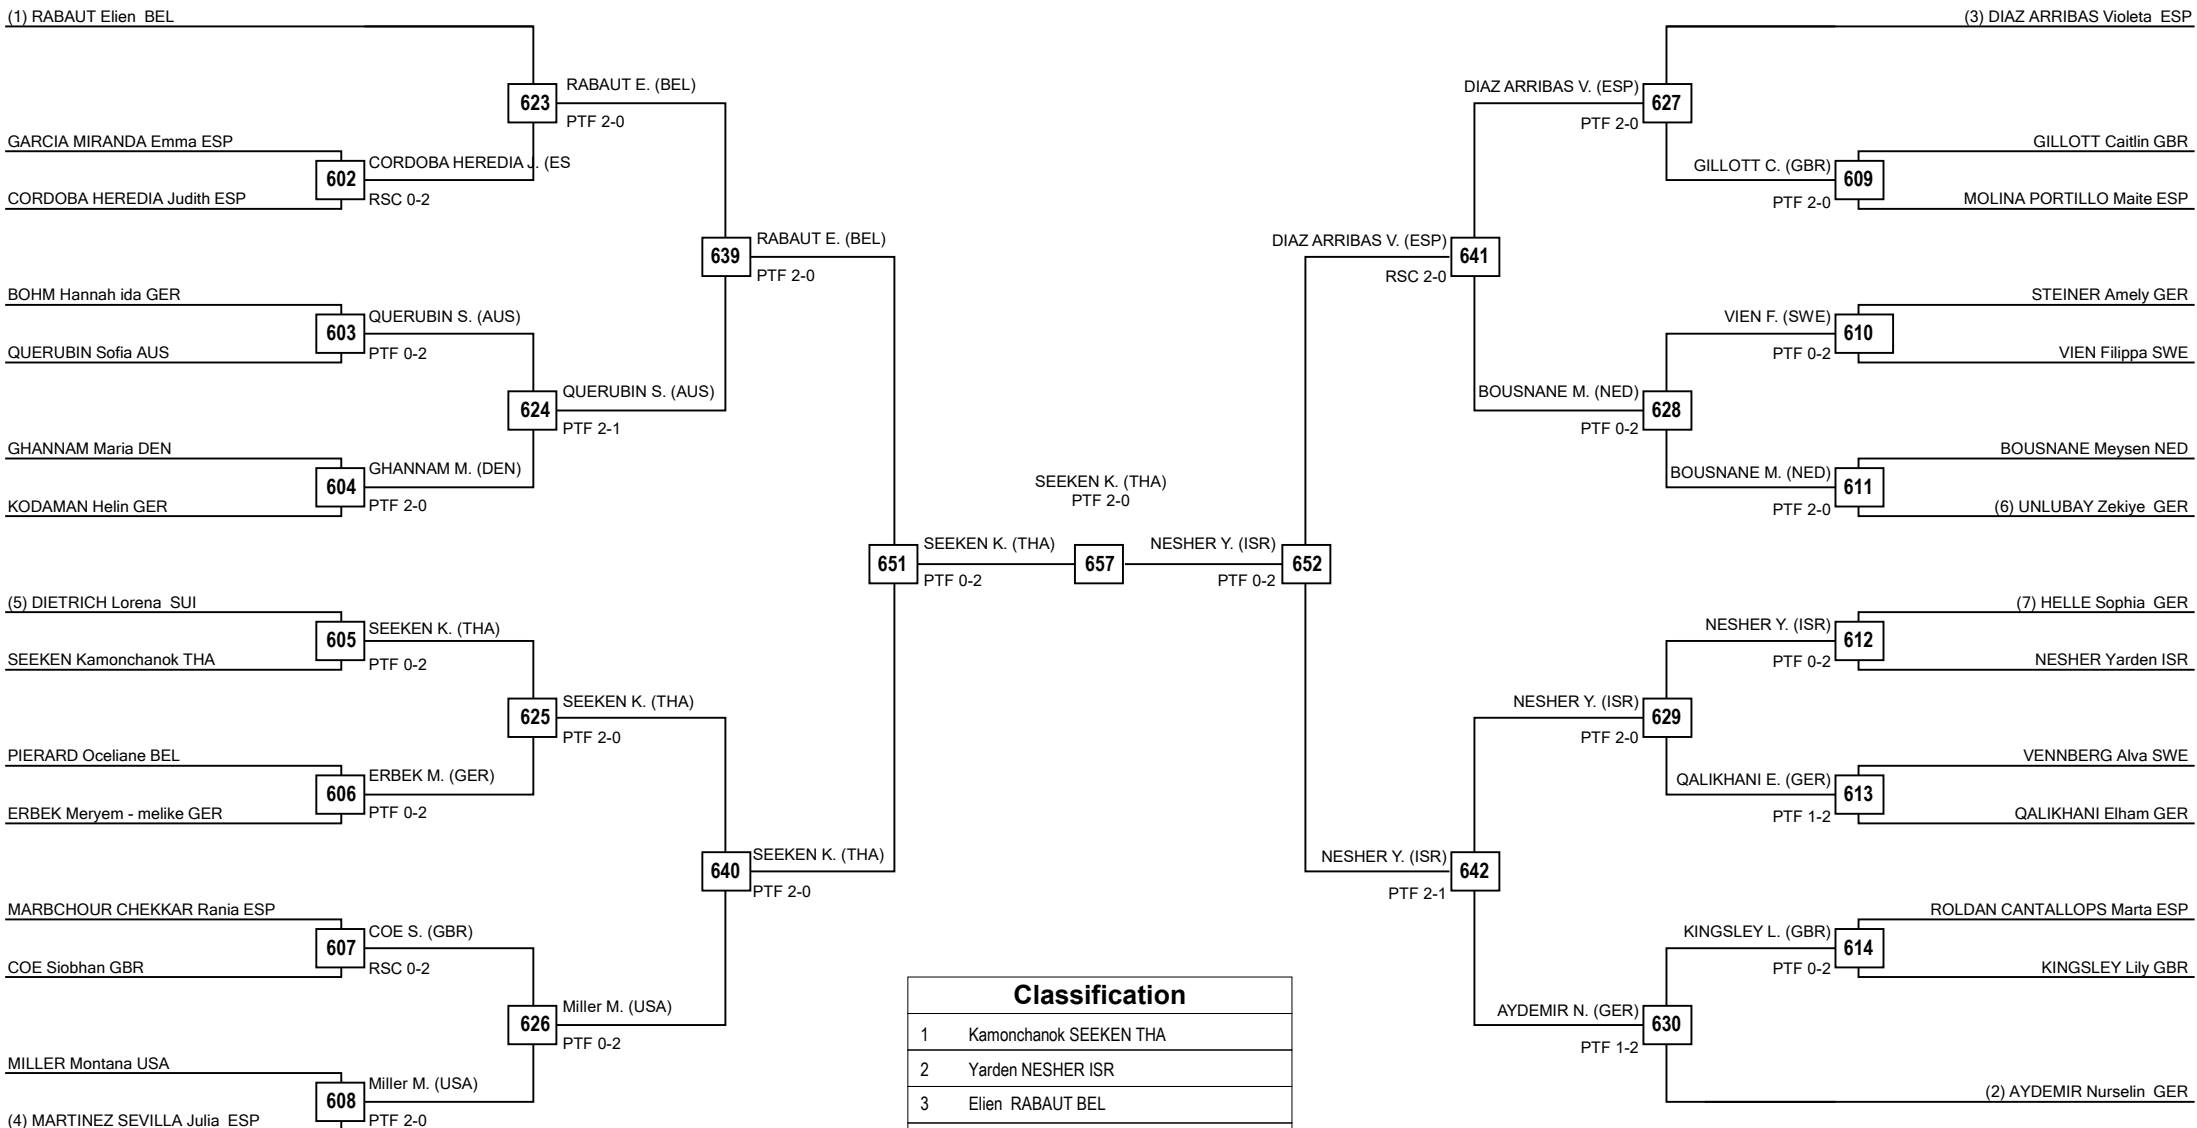 (1) RABAUT Elien  BEL
GARCIA MIRANDA Emma ESP
CORDOBA HEREDIA Judith ESP
BOHM Hannah ida GER
QUERUBIN Sofia AUS
GHANNAM Maria DEN
KODAMAN Helin GER
(5) DIETRICH Lorena  SUI
SEEKEN Kamonchanok THA
PIERARD Oceliane BEL
ERBEK Meryem - melike GER
MARBCHOUR CHEKKAR Rania ESP
COE Siobhan GBR
MILLER Montana USA
(4) MARTINEZ SEVILLA Julia  ESP
602
CORDOBA HEREDIA J. (ES
RSC 0-2
603
QUERUBIN S. (AUS)
PTF 0-2
604
GHANNAM M. (DEN)
PTF 2-0
605
SEEKEN K. (THA)
PTF 0-2
606
ERBEK M. (GER)
PTF 0-2
607
COE S. (GBR)
RSC 0-2
608
Miller M. (USA)
PTF 2-0
623
RABAUT E. (BEL)
PTF 2-0
624
QUERUBIN S. (AUS)
PTF 2-1
625
SEEKEN K. (THA)
PTF 2-0
626
Miller M. (USA)
PTF 0-2
639
RABAUT E. (BEL)
PTF 2-0
640
SEEKEN K. (THA)
PTF 2-0
651
SEEKEN K. (THA)
PTF 0-2
SEEKEN K. (THA)
PTF 2-0
657
NESHER Y. (ISR)
PTF 0-2
652
DIAZ ARRIBAS V. (ESP)
RSC 2-0
641
NESHER Y. (ISR)
PTF 2-1
642
DIAZ ARRIBAS V. (ESP)
PTF 2-0
627
BOUSNANE M. (NED)
PTF 0-2
628
NESHER Y. (ISR)
PTF 2-0
629
AYDEMIR N. (GER)
PTF 1-2
630
GILLOTT C. (GBR)
PTF 2-0
609
VIEN F. (SWE)
PTF 0-2
610
BOUSNANE M. (NED)
PTF 2-0
611
NESHER Y. (ISR)
PTF 0-2
612
QALIKHANI E. (GER)
PTF 1-2
613
KINGSLEY L. (GBR)
PTF 0-2
614
(3) DIAZ ARRIBAS Violeta  ESP
GILLOTT Caitlin GBR
MOLINA PORTILLO Maite ESP
STEINER Amely GER
VIEN Filippa SWE
BOUSNANE Meysen NED
(6) UNLUBAY Zekiye  GER
(7) HELLE Sophia  GER
NESHER Yarden ISR
VENNBERG Alva SWE
QALIKHANI Elham GER
ROLDAN CANTALLOPS Marta ESP
KINGSLEY Lily GBR
(2) AYDEMIR Nurselin  GER
Classification
1 Kamonchanok SEEKEN THA
2 Yarden NESHER ISR
3 Elien  RABAUT BEL